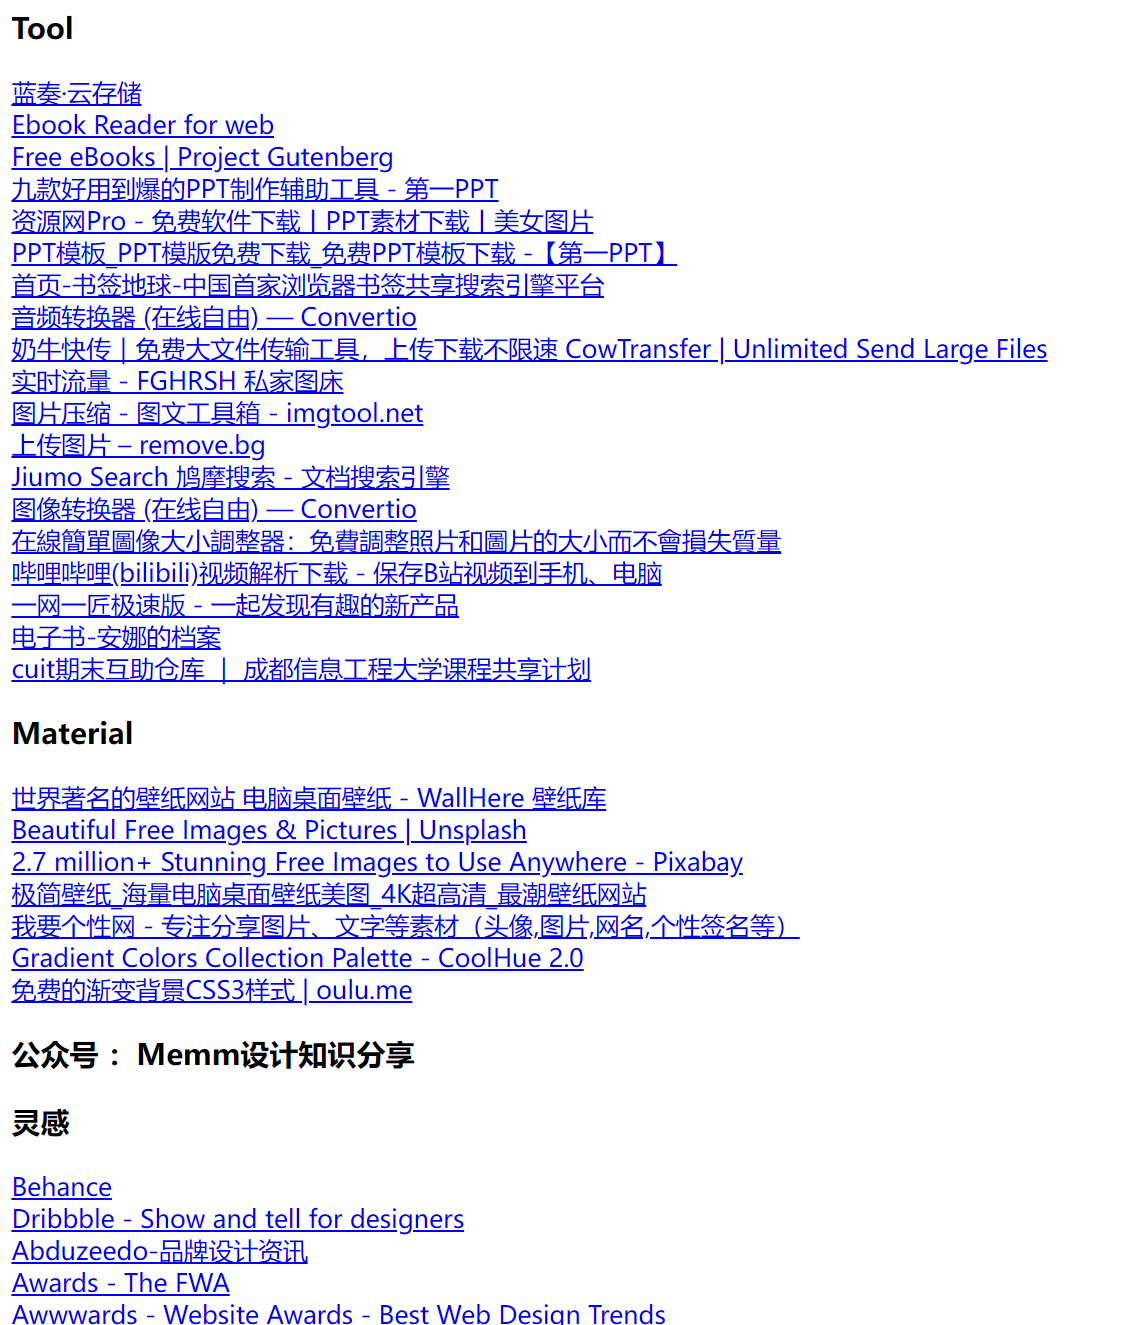 Tool
蓝奏·云存储
Ebook Reader for web
Free eBooks | Project Gutenberg
九款好用到爆的PPT制作辅助工具 - 第一PPT
资源网Pro - 免费软件下载丨PPT素材下载丨美女图片
PPT模板_PPT模版免费下载_免费PPT模板下载 -【第一PPT】
首页-书签地球-中国首家浏览器书签共享搜索引擎平台
音频转换器 (在线自由) — Convertio
奶牛快传 | 免费大文件传输工具，上传下载不限速 CowTransfer | Unlimited Send Large Files
实时流量 - FGHRSH 私家图床
图片压缩 - 图文工具箱 - imgtool.net
上传图片 – remove.bg
Jiumo Search 鸠摩搜索 - 文档搜索引擎
图像转换器 (在线自由) — Convertio
在線簡單圖像大小調整器：免費調整照片和圖片的大小而不會損失質量
哔哩哔哩(bilibili)视频解析下载 - 保存B站视频到手机、电脑
一网一匠极速版 - 一起发现有趣的新产品
电子书-安娜的档案
cuit期末互助仓库 ｜ 成都信息工程大学课程共享计划
Material
世界著名的壁纸网站 电脑桌面壁纸 - WallHere 壁纸库
Beautiful Free Images & Pictures | Unsplash
2.7 million+ Stunning Free Images to Use Anywhere - Pixabay
极简壁纸_海量电脑桌面壁纸美图_4K超高清_最潮壁纸网站
我要个性网 - 专注分享图片、文字等素材（头像,图片,网名,个性签名等）
Gradient Colors Collection Palette - CoolHue 2.0
免费的渐变背景CSS3样式 | oulu.me
公众号 ：Memm设计知识分享
灵感
Behance
Dribbble - Show and tell for designers
Abduzeedo-品牌设计资讯
Awards - The FWA
Awwwards - Website Awards - Best Web Design Trends